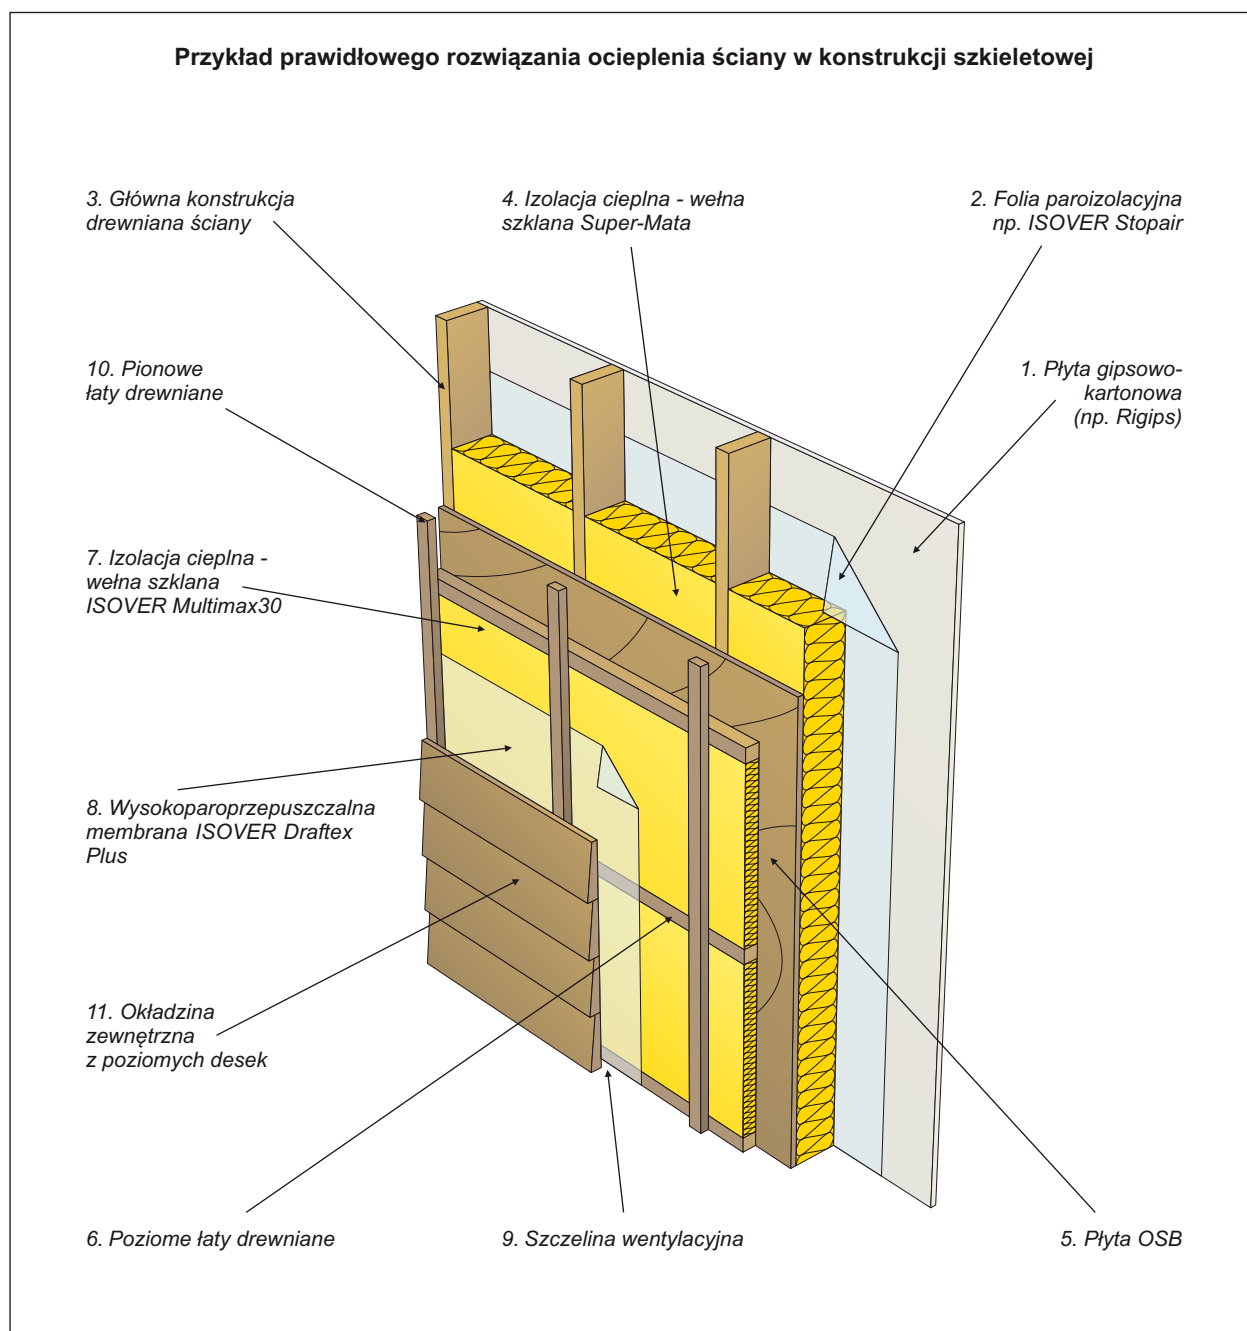 Przykład prawidłowego rozwiązania ocieplenia ściany w konstrukcji szkieletowej
3. Główna konstrukcja
drewniana ściany
4. Izolacja cieplna - wełna
szklana Super-Mata
2. Folia paroizolacyjna
np. ISOVER Stopair
10. Pionowe
łaty drewniane
1. Płyta gipsowo-
kartonowa
(np. Rigips)
7. Izolacja cieplna -
wełna szklana
ISOVER Multimax30
8. Wysokoparoprzepuszczalna
membrana ISOVER Draftex
Plus
11. Okładzina
zewnętrzna
z poziomych desek
6. Poziome łaty drewniane
9. Szczelina wentylacyjna
5. Płyta OSB